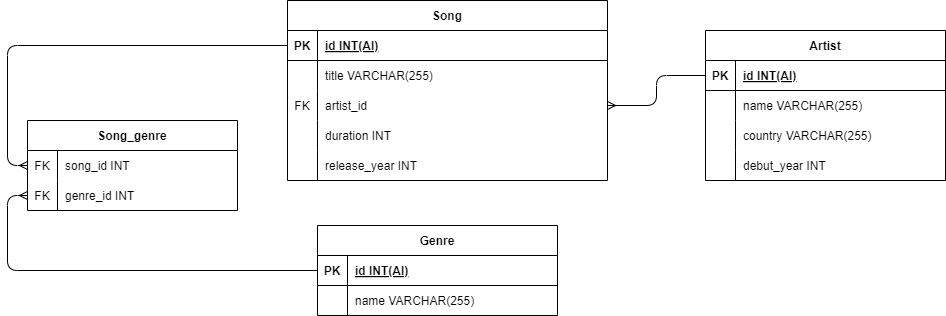 Song
PK id INT(AI)
title VARCHAR(255)
FK artist_id
duration INT
release_year INT
Artist
PK id INT(AI)
name VARCHAR(255)
country VARCHAR(255)
debut_year INT
Song_genre
FK song_id INT
FK genre_id INT
Genre
PK id INT(AI)
name VARCHAR(255)